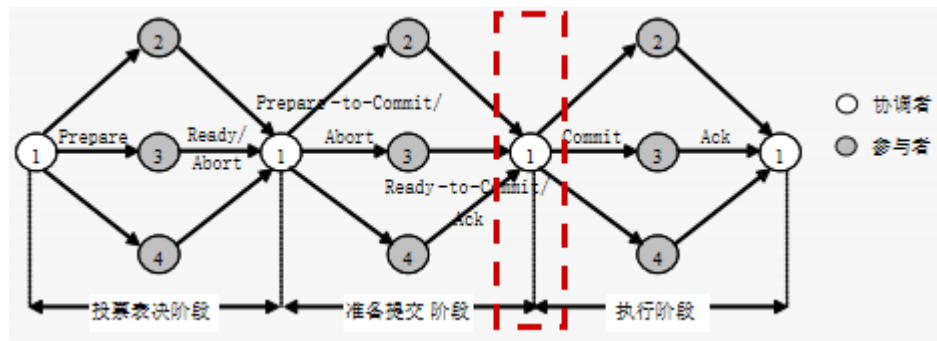 2
2
2
Prepare-to-Commit/
1
Prepare
3
Ready/
Abort
1
Abort
3
1
Commit
3
Ack
1
Ready-to-Commit/
Ack
4
4
4
协调者
参与者
投票表决阶段
准备提交 阶段
执行阶段